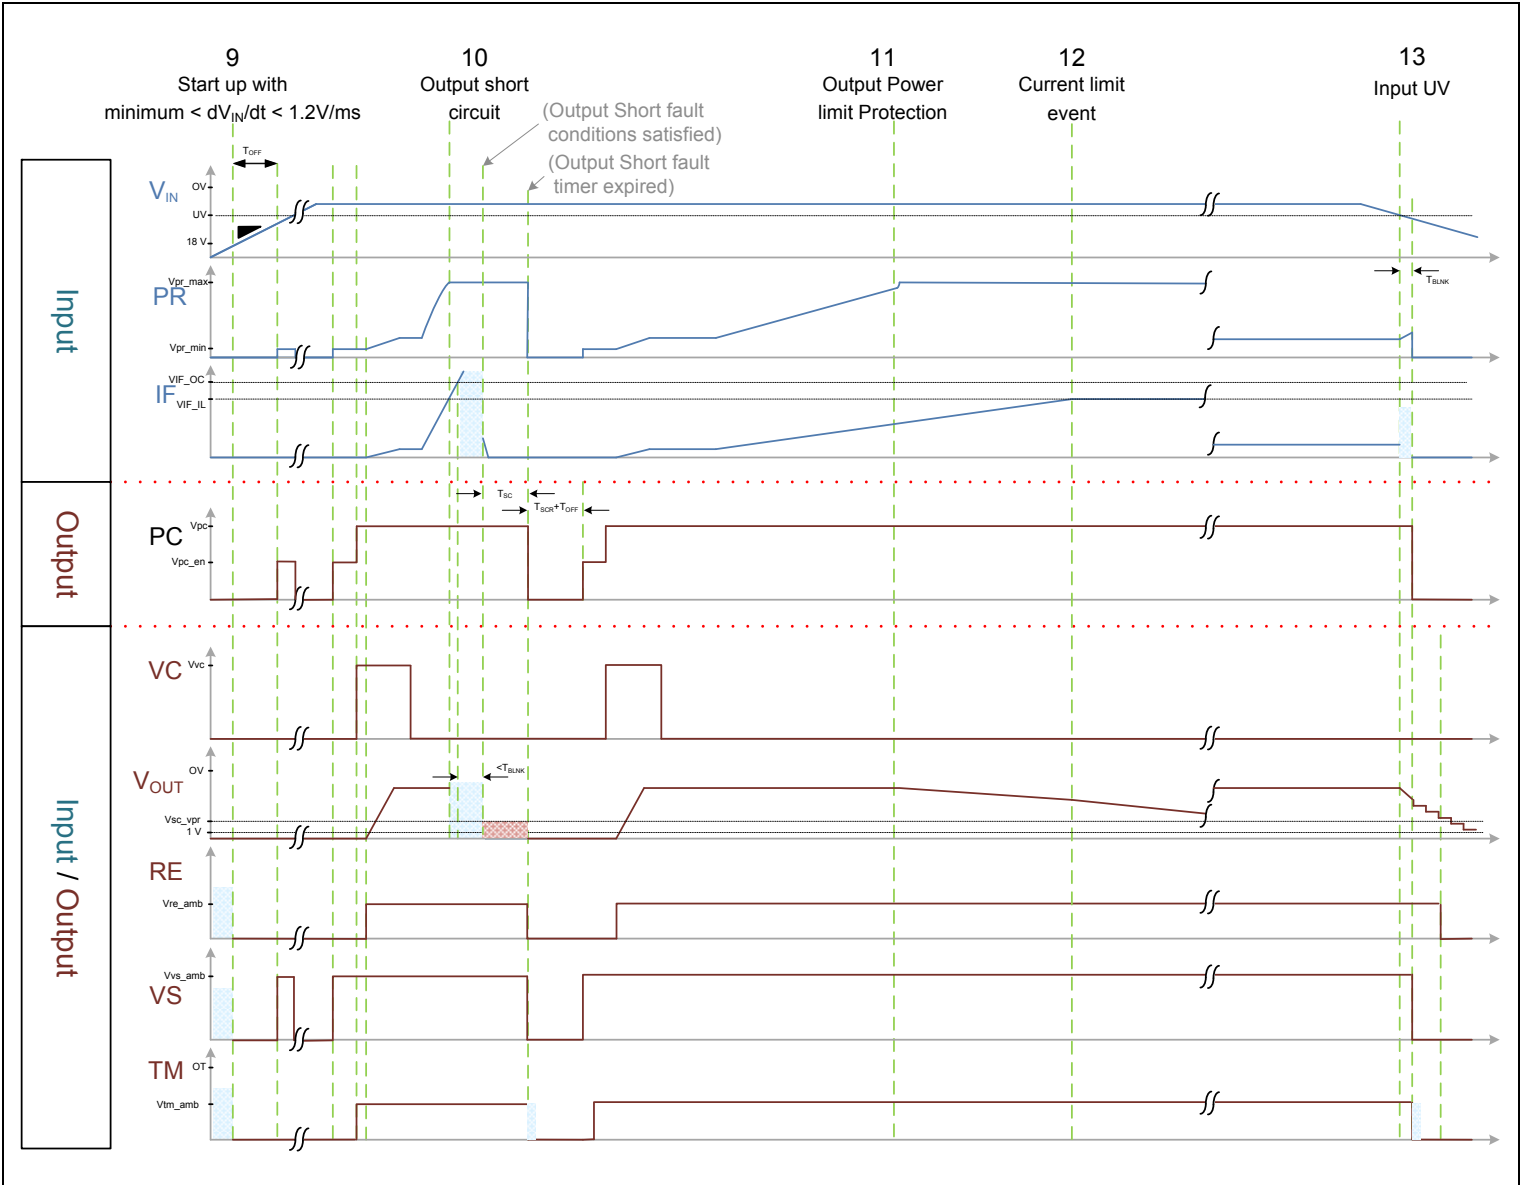 9
Start up with
minimum < dVIN/dt < 1.2V/ms
10
Output short
circuit
(Output Short fault
conditions satisfied)
(Output Short fault
timer expired)
11
Output Power
limit Protection
12
Current limit
event
13
Input UV
Input
TOFF
VIN
OV
UV
18 V
PR
Vpr_max
Vpr_min
TBLNK
IF
VIF_OC
VIF_IL
Output
TSC
TSCR+TOFF
PC
Vpc
Vpc_en
Input / Output
VC
Vvc
VOUT
OV
<TBLNK
Vsc_vpr
1 V
RE
Vre_amb
VS
Vvs_amb
TM
OT
Vtm_amb